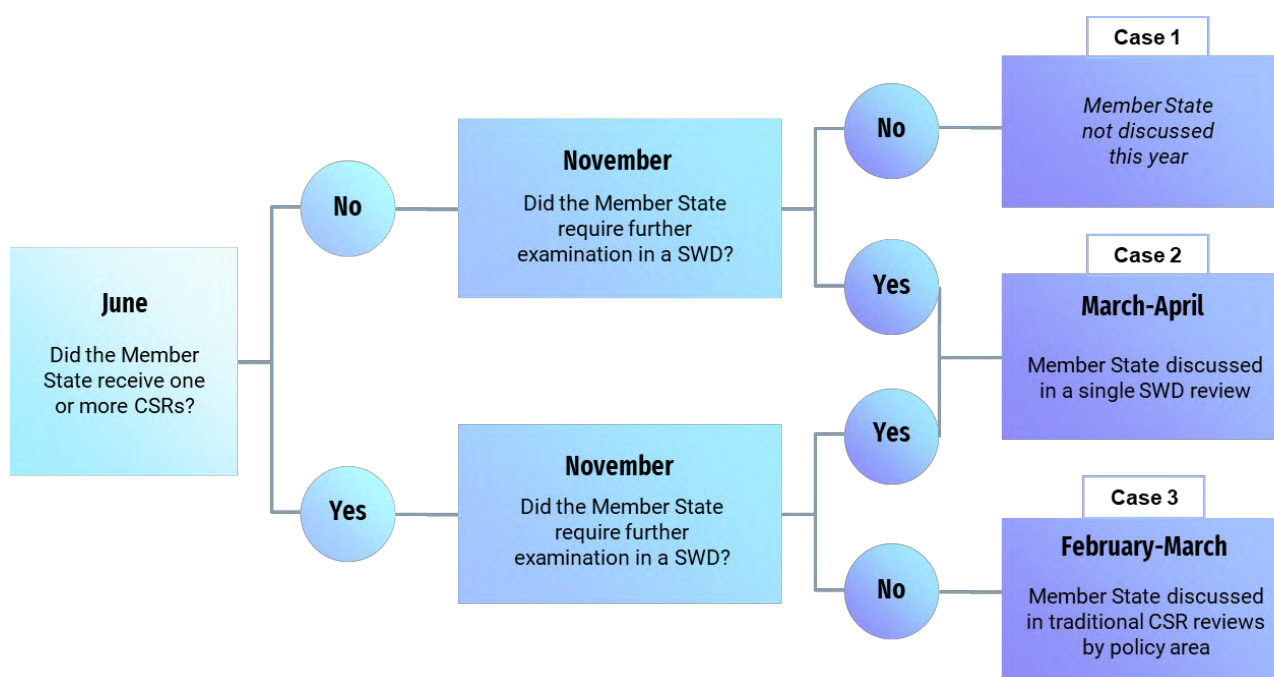 June
Did the Member
State receive one
or more CSRs?
No
Yes
November
Did the Member State
require further
examination in a SWD?
November
Did the Member State
require further
examination in a SWD?
No
Yes
Yes
No
Case 1
Member State
not discussed
this year
Case 2
March-April
Member State discussed
in a single SWD review
Case 3
February-March
Member State discussed
in traditional CSR reviews
by policy area